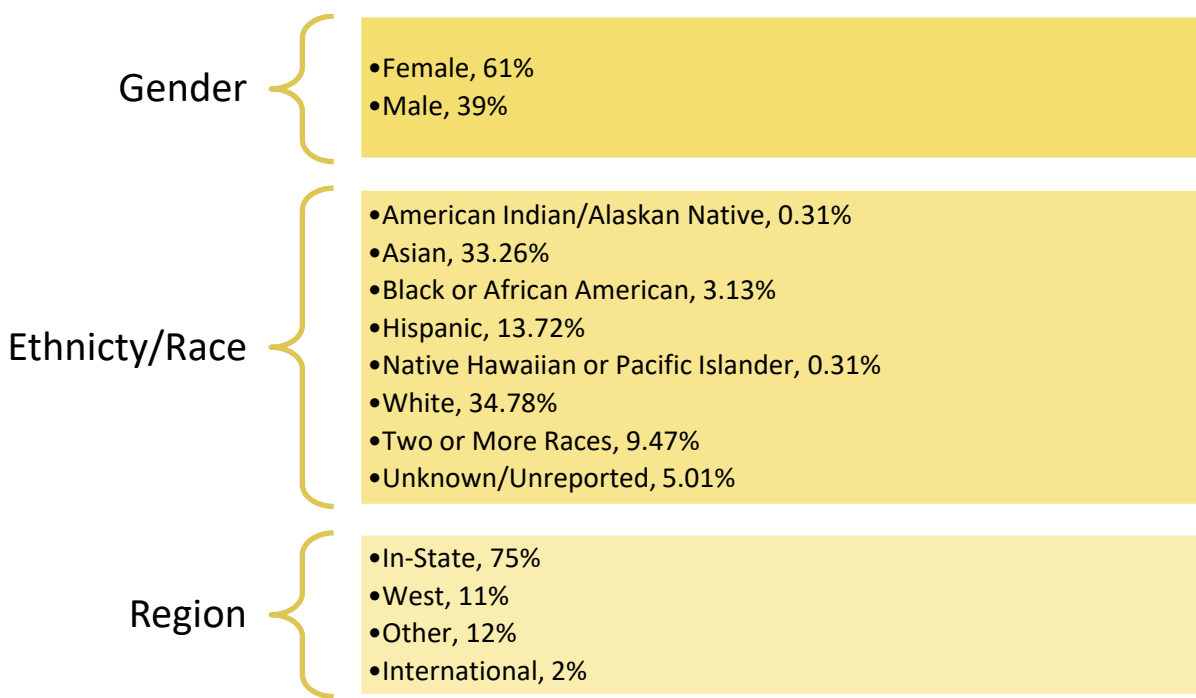 Gender
•Female, 61%
•Male, 39%
Ethnicty/Race
•American Indian/Alaskan Native, 0.31%
•Asian, 33.26%
•Black or African American, 3.13%
•Hispanic, 13.72%
•Native Hawaiian or Pacific Islander, 0.31%
•White, 34.78%
•Two or More Races, 9.47%
•Unknown/Unreported, 5.01%
Region
•In-State, 75%
•West, 11%
•Other, 12%
•International, 2%